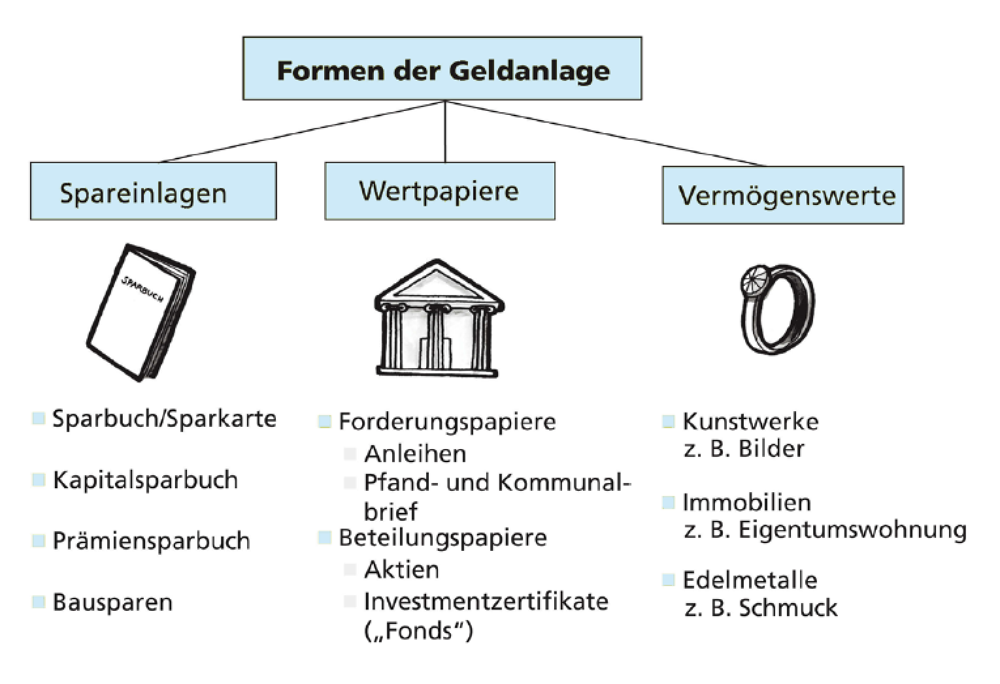 Formen der Geldanlage
Spareinlagen
Wertpapiere
Vermögenswerte
SPARBUCH
Sparbuch/Sparkarte
Kapitalsparbuch
Prämiensparbuch
Bausparen
Forderungspapiere
Anleihen
Pfand- und Kommunal-
brief
Beteilungspapiere
Aktien
Investmentzertifikate
(„Fonds“)
Kunstwerke
z. B. Bilder
Immobilien
z. B. Eigentumswohnung
Edelmetalle
z. B. Schmuck